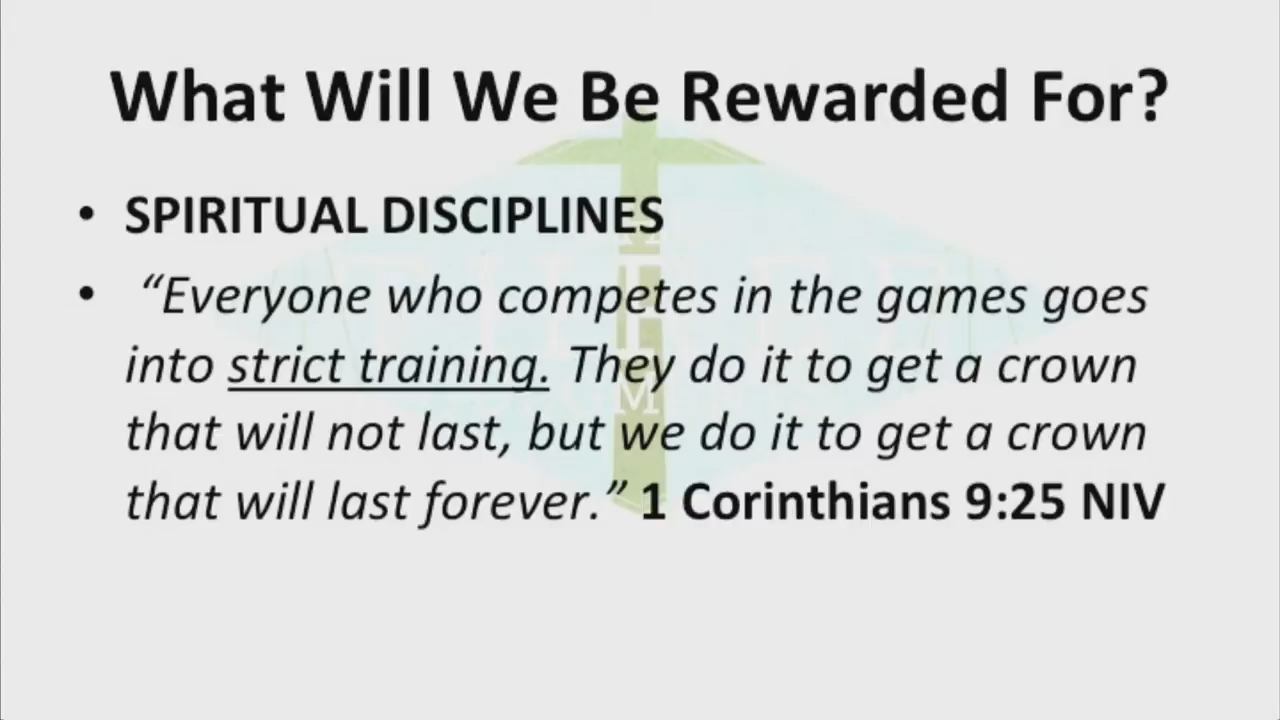 What Will We Be Rewarded For?
• SPIRITUAL DISCIPLINES
• “Everyone who competes in the games goes
into strict training. They do it to get a crown
that will not last, but we do it to get a crown
that will last forever.” 1 Corinthians 9:25 NIV